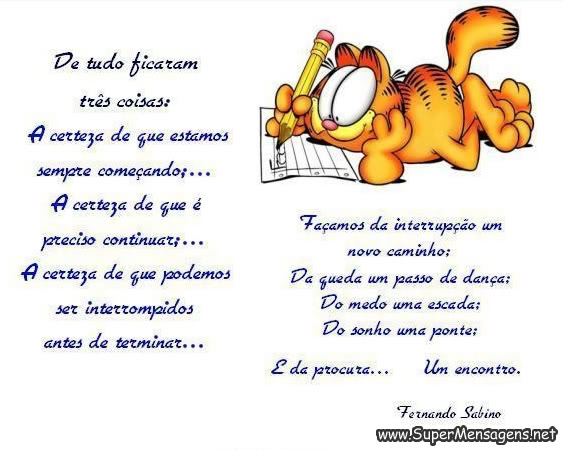 De tudo ficaram
três coisas:
A certeza de que estamos
sempre começando;...
A certeza de que é
preciso continuar;...
A certeza de que podemos
ser interrompidos
antes de terminar...
Façamos da interrupção um
novo caminho;
Da queda um passo de dança;
Do medo uma escada;
Do sonho uma ponte;
E da procura... Um encontro.
Fernando Sabino
www.SuperMensagens.net